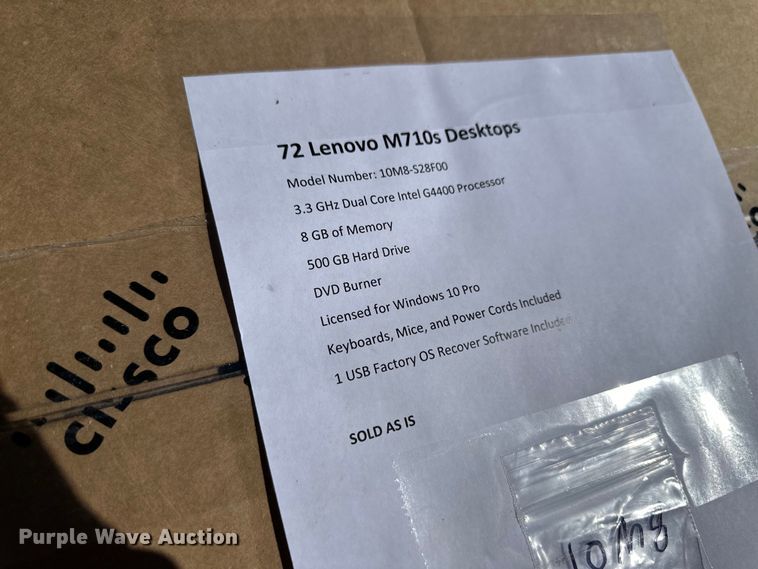 72 Lenovo M710s Desktops
Model Number: 10M8-S28F00
3.3 GHz Dual Core Intel G4400 Processor
8 GB of Memory
500 GB Hard Drive
DVD Burner
Licensed for Windows 10 Pro
Keyboards, Mice, and Power Cords Included
1 USB Factory OS Recover Software Included
SOLD AS IS
10M8
CISCO
Purple Wave Auction